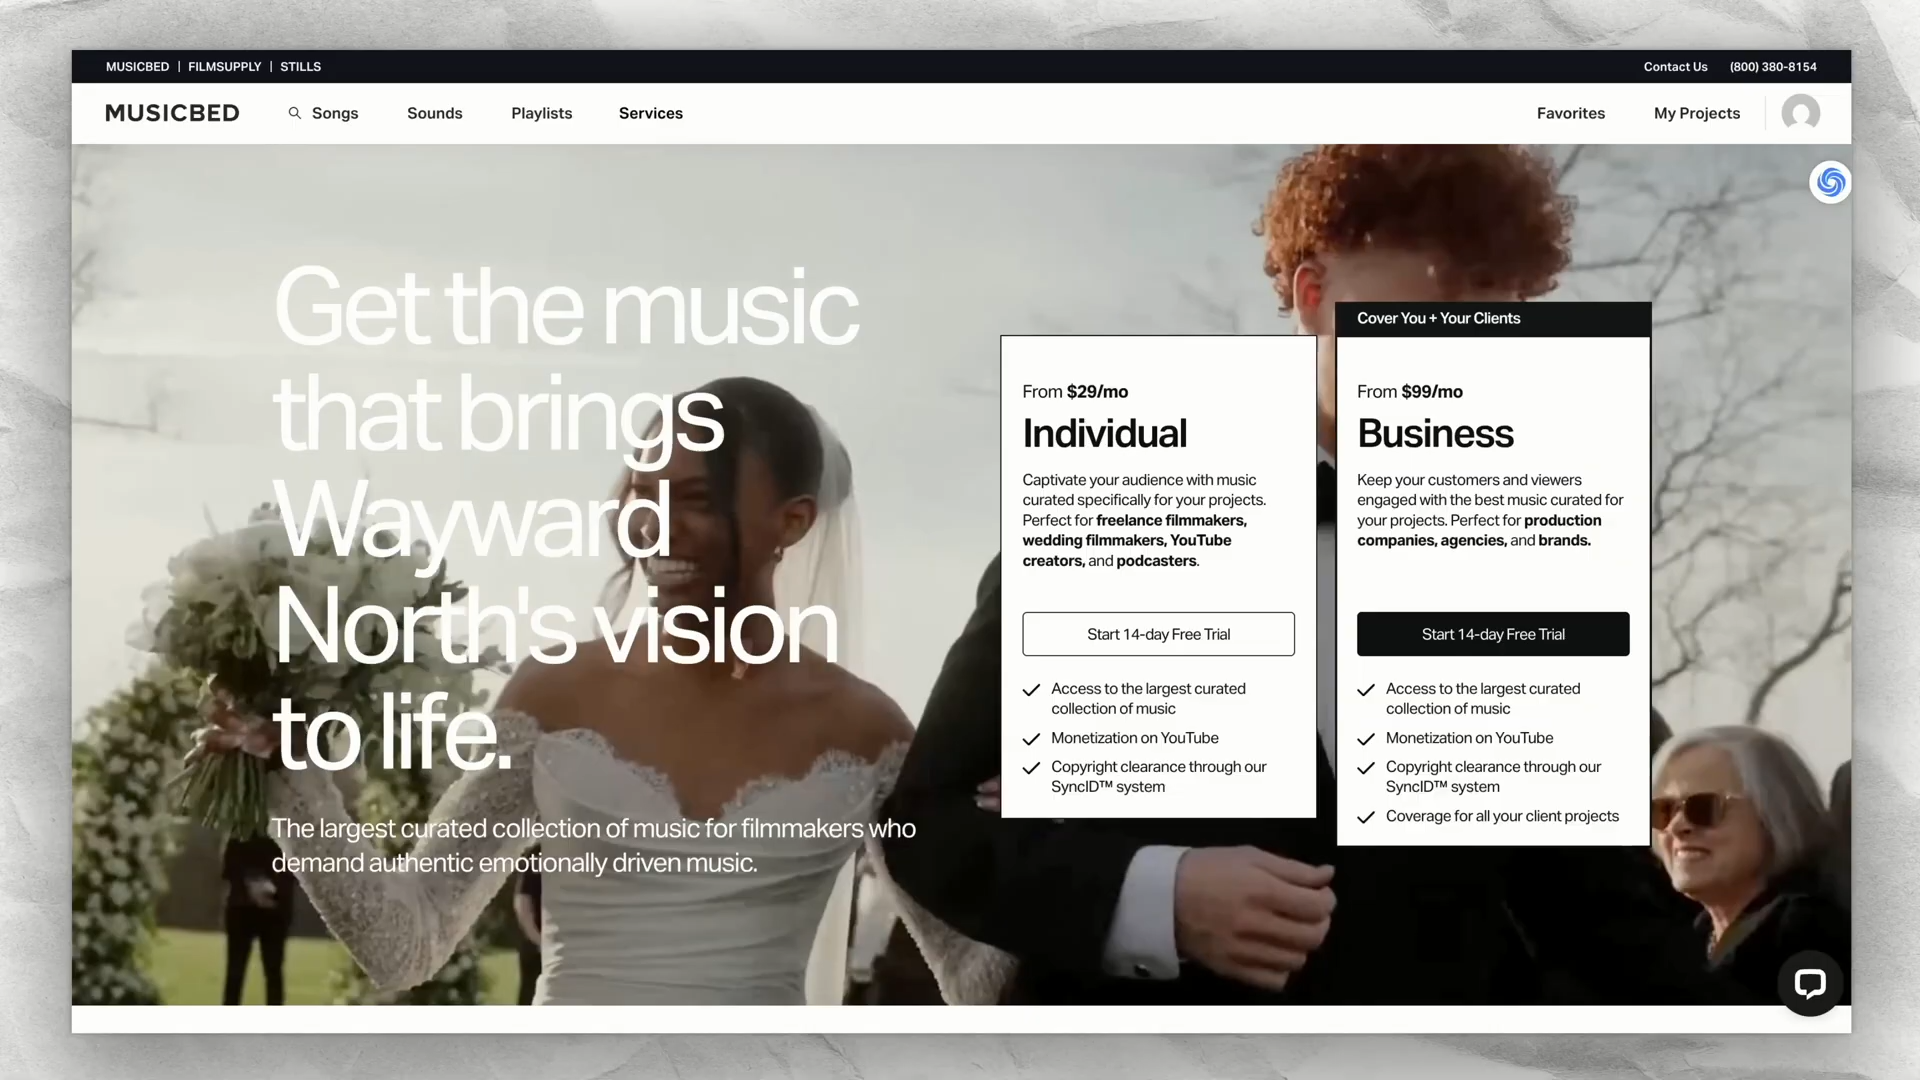 MUSICBED | FILMSUPPLY | STILLS
Contact Us (800) 380-8154
MUSICBED Songs Sounds Playlists Services Favorites My Projects
Get the music
that brings
Wayward
North's vision
to life.
The largest curated collection of music for filmmakers who
demand authentic emotionally driven music.
From $29/mo
Individual
Captivate your audience with music
curated specifically for your projects.
Perfect for freelance filmmakers,
wedding filmmakers, YouTube
creators, and podcasters.
Start 14-day Free Trial
Access to the largest curated
collection of music
Monetization on YouTube
Copyright clearance through our
SyncID™ system
Cover You + Your Clients
From $99/mo
Business
Keep your customers and viewers
engaged with the best music curated for
your projects. Perfect for production
companies, agencies, and brands.
Start 14-day Free Trial
Access to the largest curated
collection of music
Monetization on YouTube
Copyright clearance through our
SyncID™ system
Coverage for all your client projects